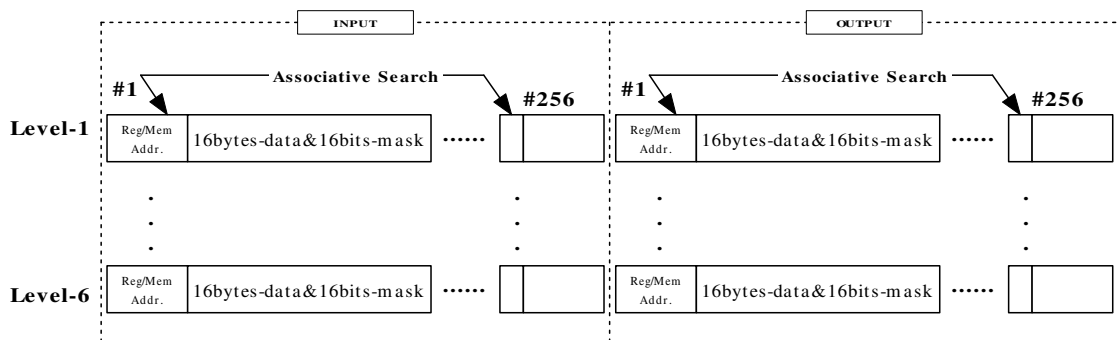 INPUT
OUTPUT
Associative Search
Associative Search
#1
#256
#1
#256
Level-1
Reg/Mem
Addr.
16bytes-data&16bits-mask
......
Reg/Mem
Addr.
16bytes-data&16bits-mask
......
Level-6
Reg/Mem
Addr.
16bytes-data&16bits-mask
......
Reg/Mem
Addr.
16bytes-data&16bits-mask
......